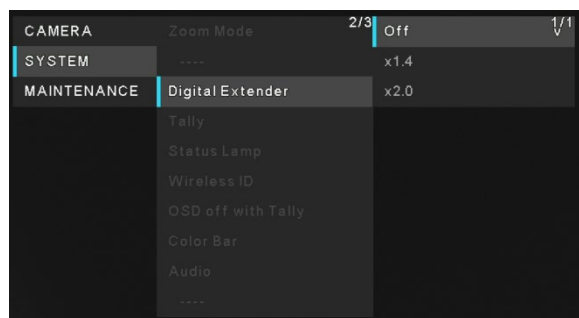 CAMERA
SYSTEM
MAINTENANCE
2/3
Zoom Mode
----
Digital Extender
Tally
Status Lamp
Wireless ID
OSD off with Tally
Color Bar
Audio
----
1/1
Off
x1.4
x2.0